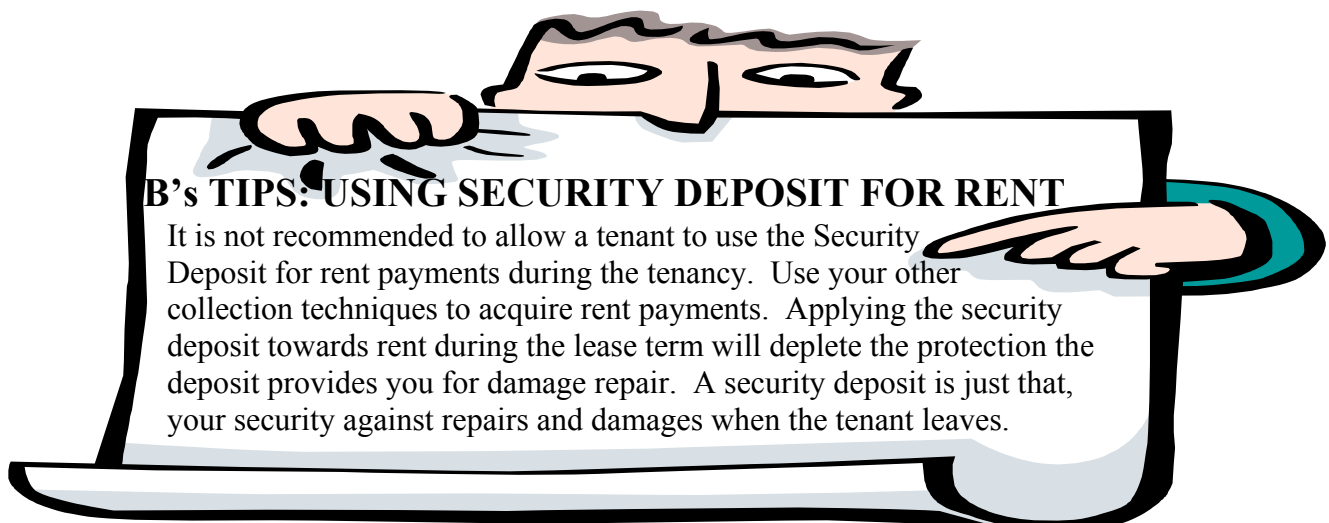 B’s TIPS: USING SECURITY DEPOSIT FOR RENT
It is not recommended to allow a tenant to use the Security
Deposit for rent payments during the tenancy.  Use your other
collection techniques to acquire rent payments.  Applying the security
deposit towards rent during the lease term will deplete the protection the
deposit provides you for damage repair.  A security deposit is just that,
your security against repairs and damages when the tenant leaves.